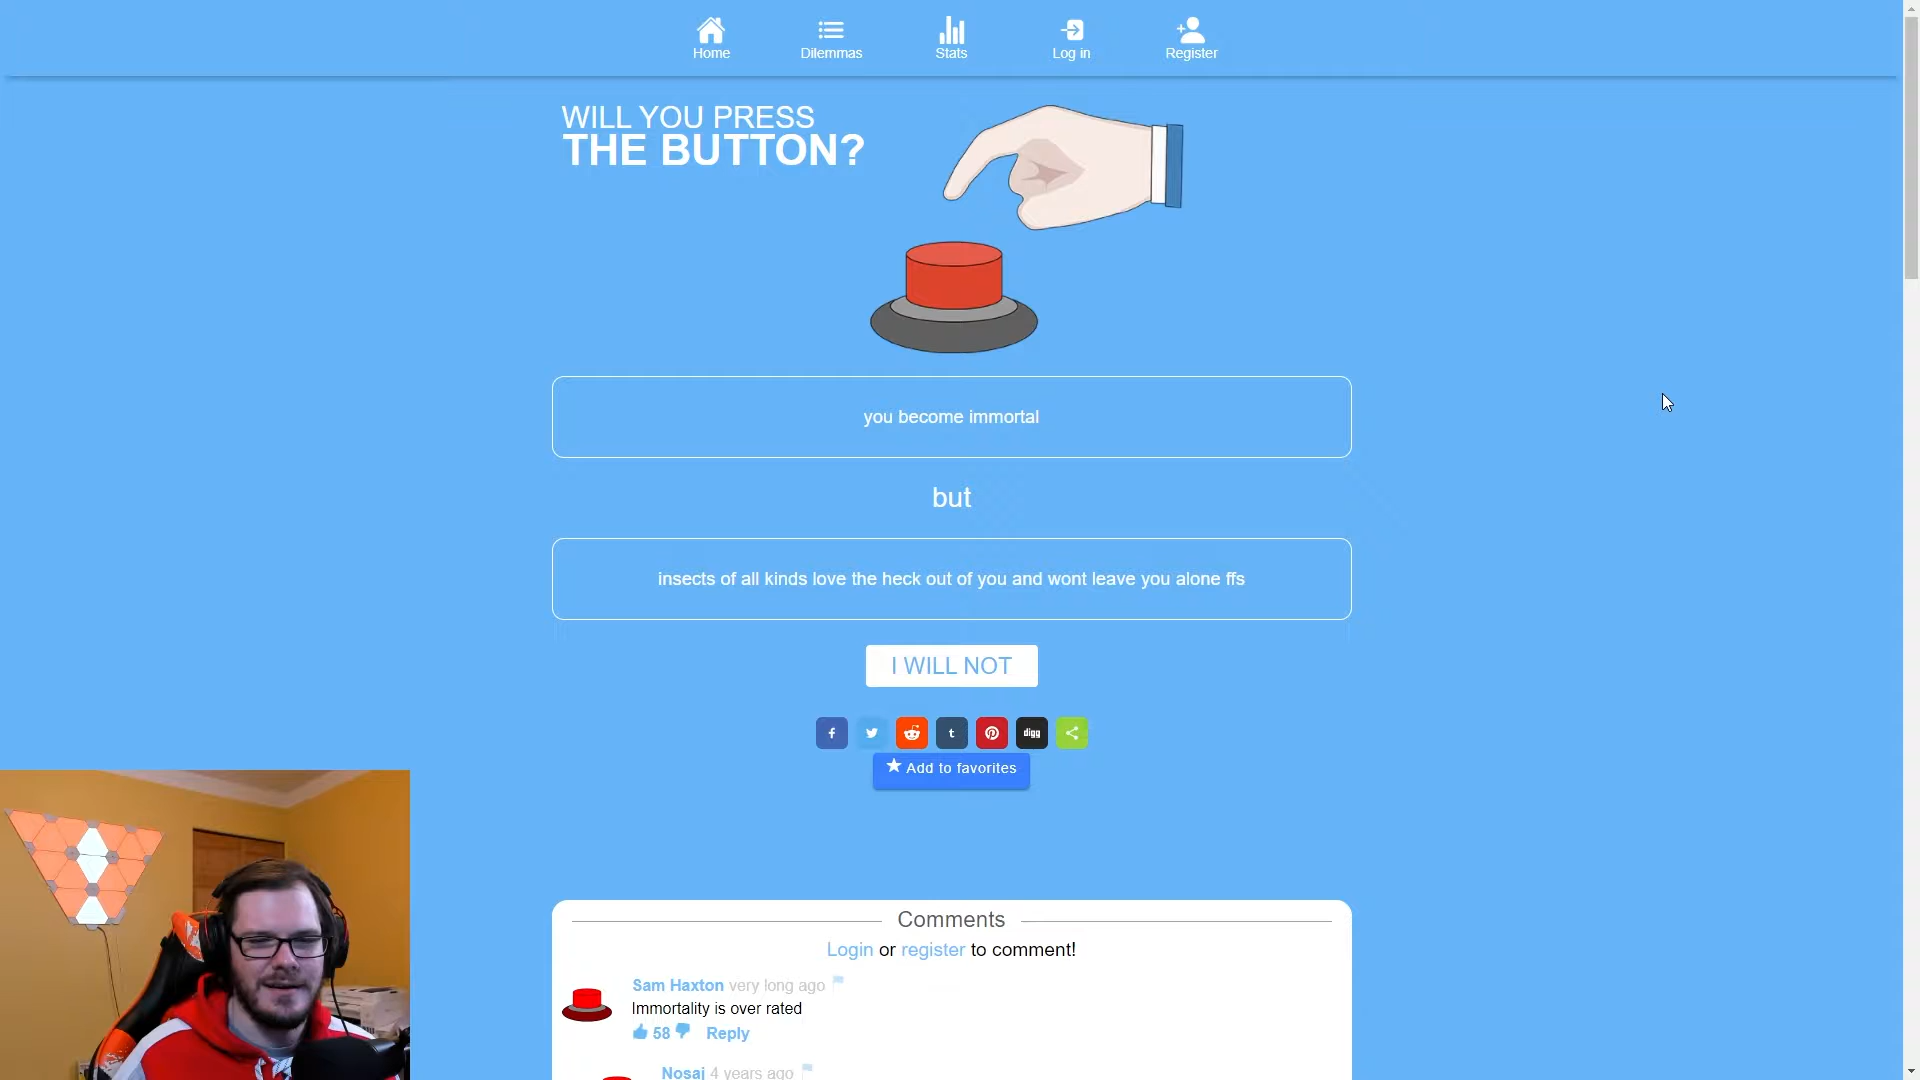 Home
Dilemmas
Stats
Log in
Register
WILL YOU PRESS
THE BUTTON?
you become immortal
but
insects of all kinds love the heck out of you and wont leave you alone ffs
I WILL NOT
f
t
digg
Add to favorites
Comments
Login or register to comment!
Sam Haxton very long ago
Immortality is over rated
58 Reply
Nosaj 4 years ago